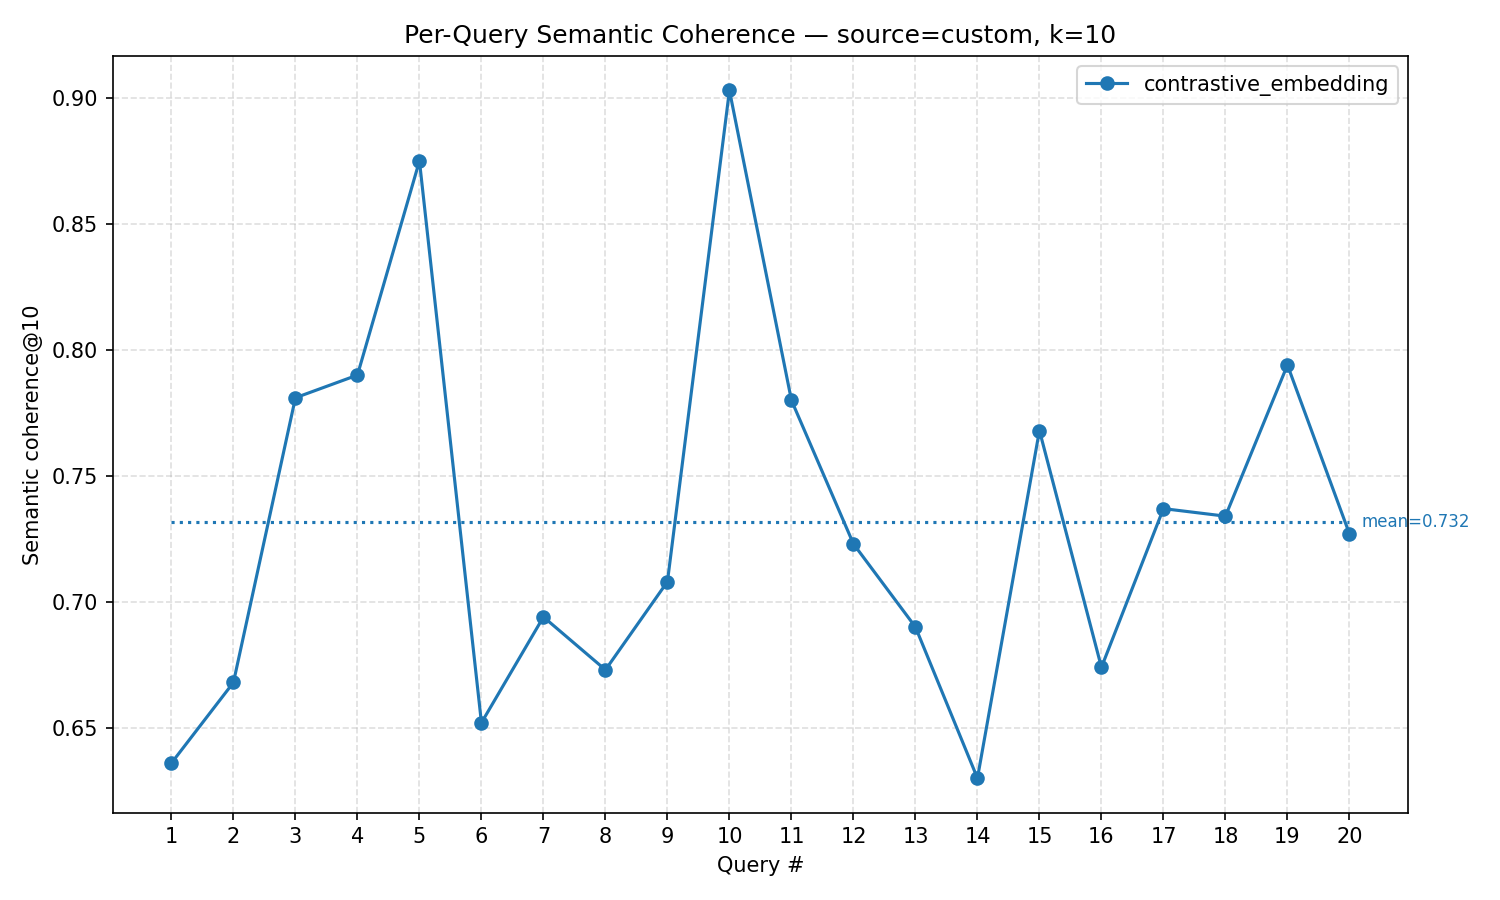 Per-Query Semantic Coherence — source=custom, k=10
contrastive_embedding
Semantic coherence@10
0.90
0.85
0.80
0.75
0.70
0.65
mean=0.732
1 2 3 4 5 6 7 8 9 10 11 12 13 14 15 16 17 18 19 20
Query #